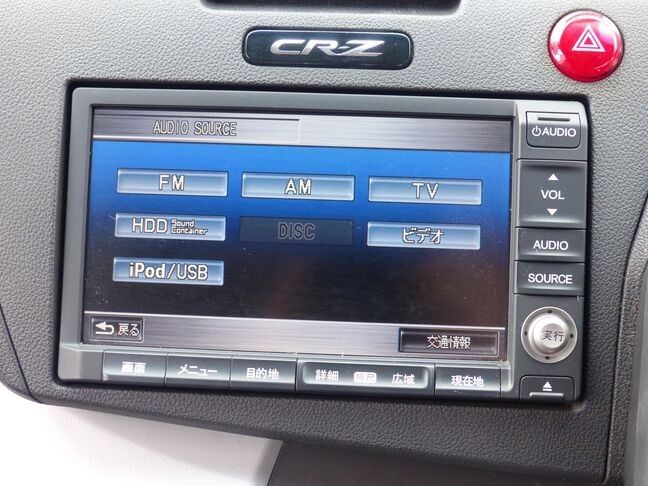 CR-Z
AUDIO SOURCE
AUDIO
FM AM TV
VOL
HDD Sound Container DISC ビデオ
AUDIO
iPod/USB
SOURCE
戻る 交通情報
実行
画面 メニュー 目的地 詳細 広域 現在地